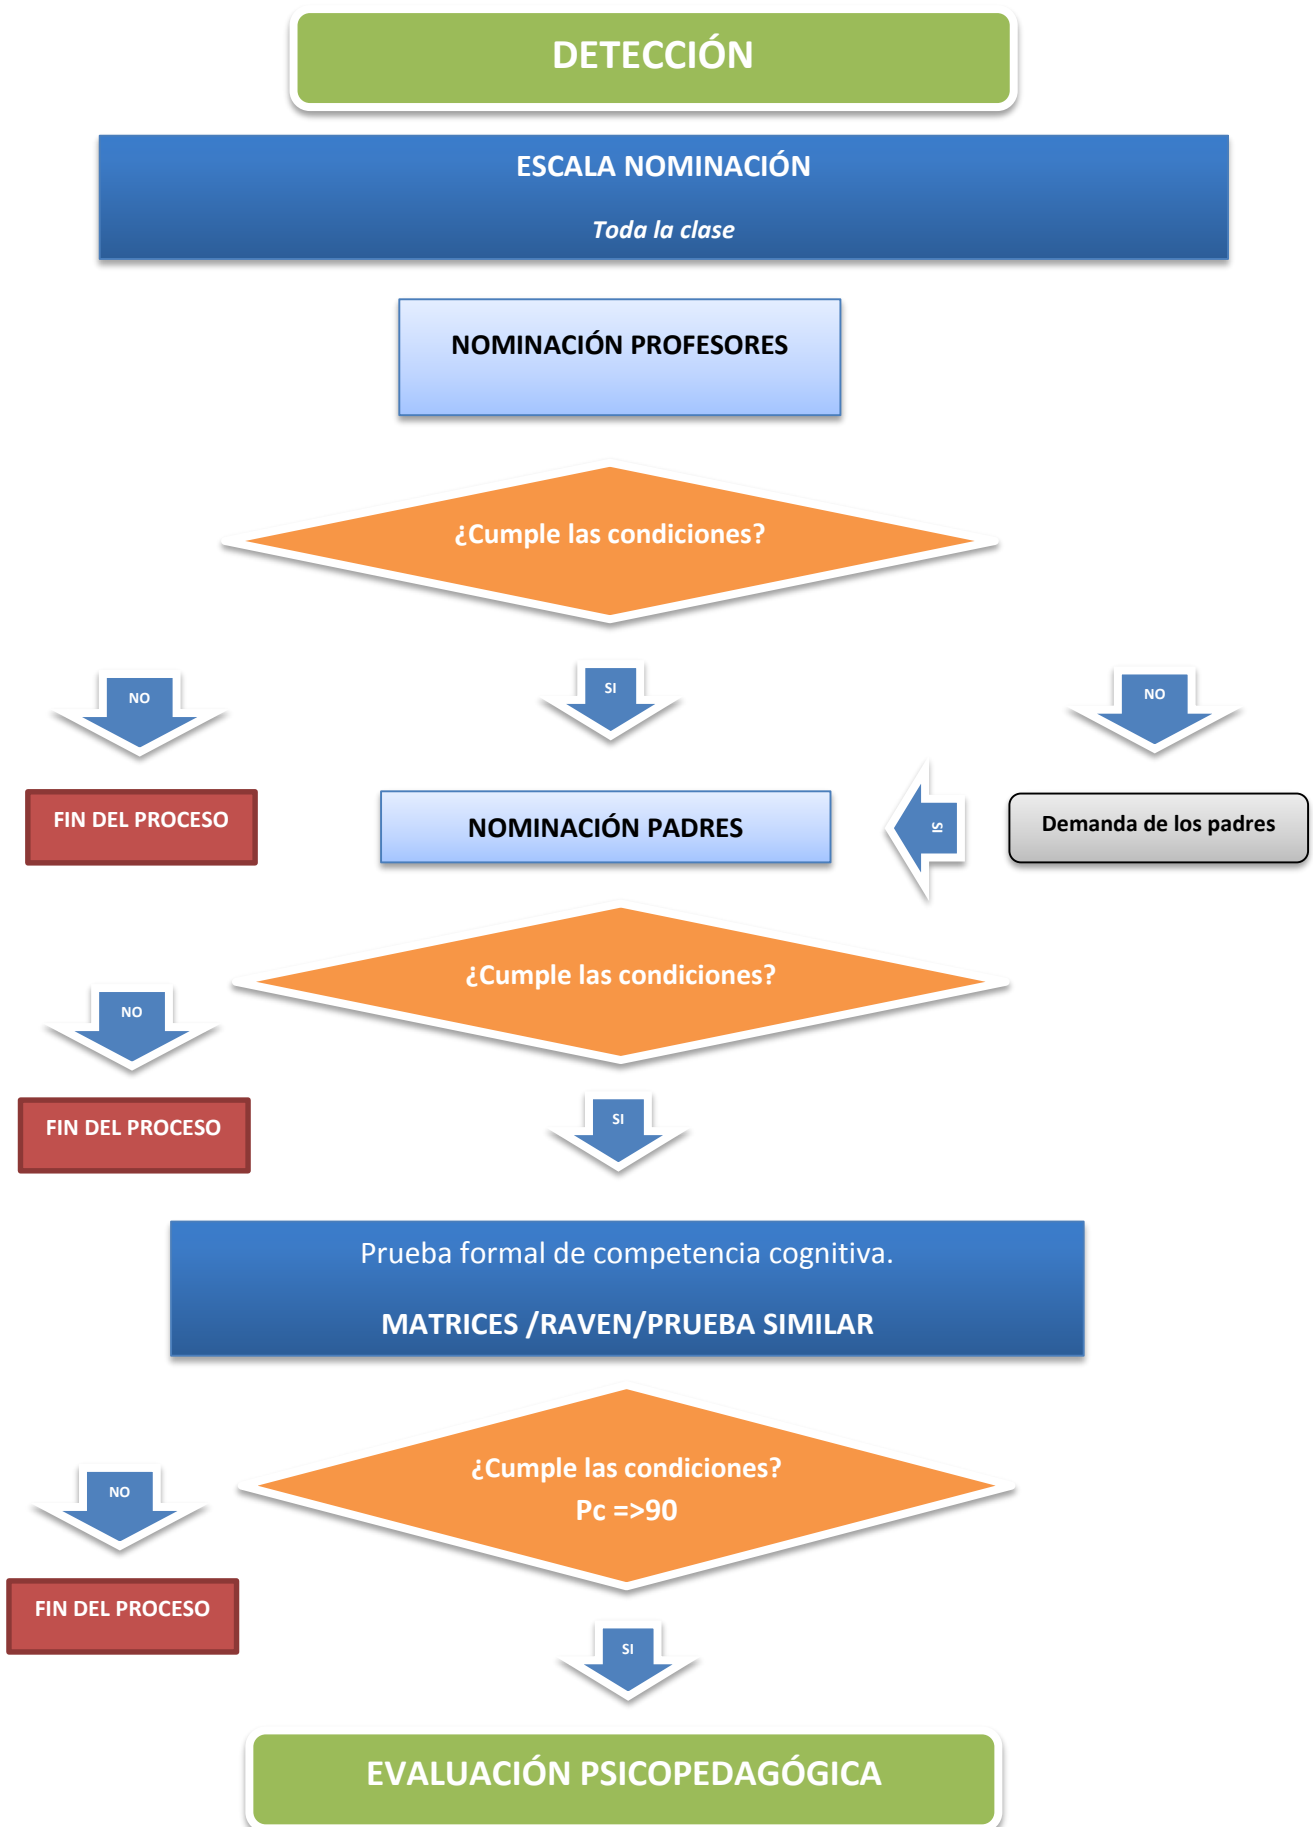 DETECCIÓN
ESCALA NOMINACIÓN
Toda la clase
NOMINACIÓN PROFESORES
¿Cumple las condiciones?
NO
SI
NO
FIN DEL PROCESO
NOMINACIÓN PADRES
SI
Demanda de los padres
¿Cumple las condiciones?
NO
FIN DEL PROCESO
SI
Prueba formal de competencia cognitiva.
MATRICES /RAVEN/PRUEBA SIMILAR
¿Cumple las condiciones?
Pc =>90
NO
FIN DEL PROCESO
SI
EVALUACIÓN PSICOPEDAGÓGICA